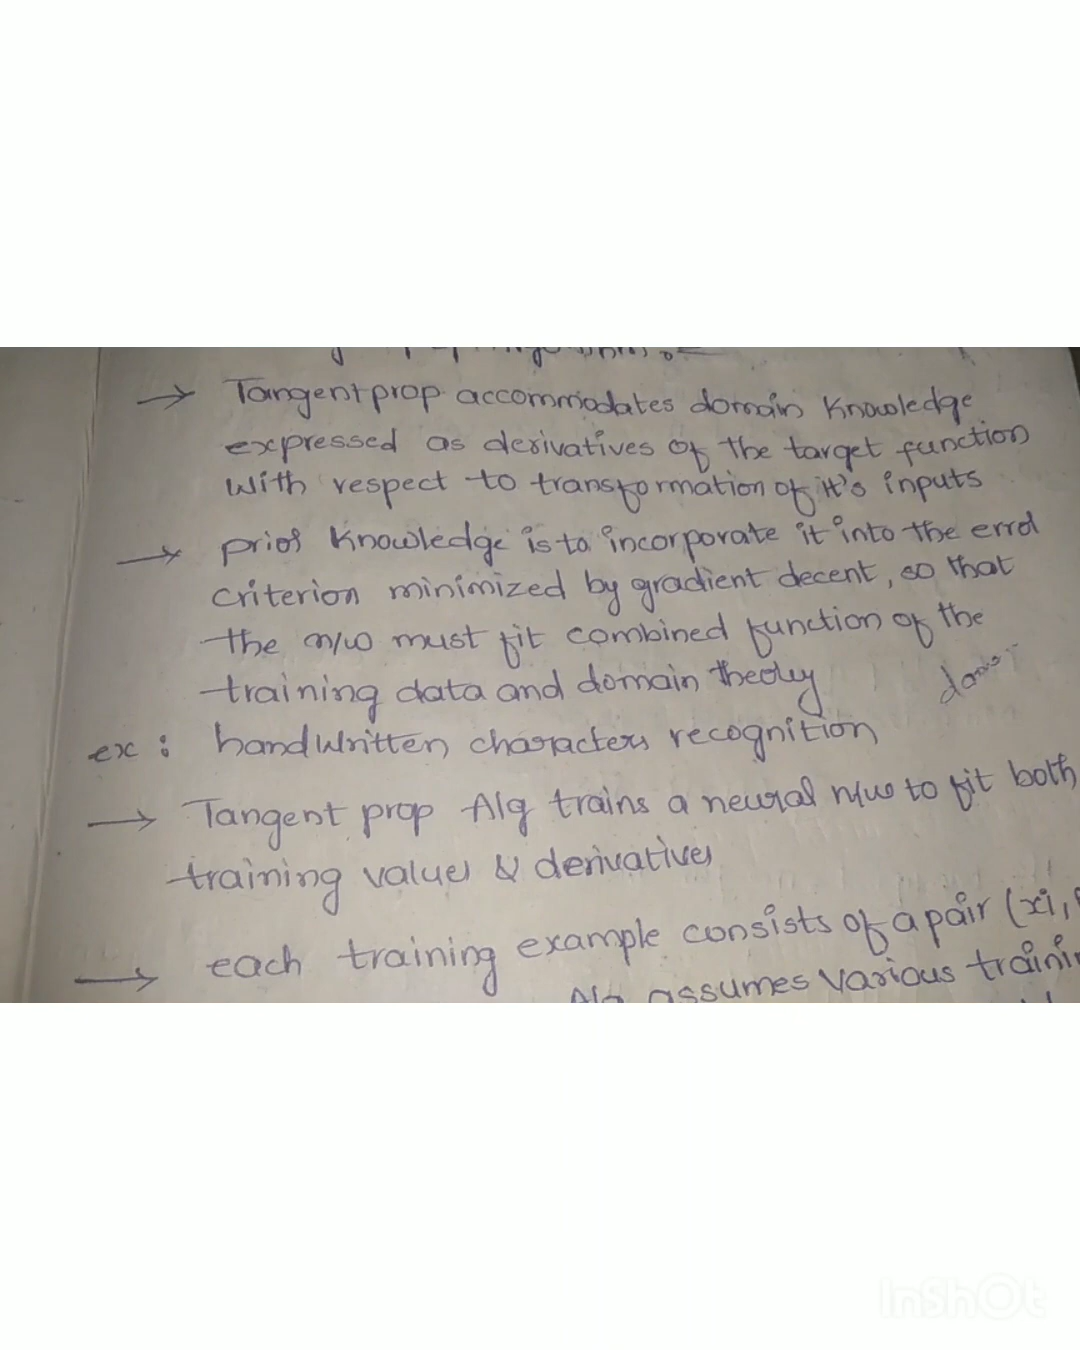 → Tangentprop accommodates domain knowledge
expressed as derivatives of the target function
with respect to transformation of it's inputs
→ prior knowledge is to incorporate it into the error
criterion minimized by gradient decent, so that
the n/w must fit combined function of the
training data and domain theory
ex : handwritten characters recognition
→ Tangent prop Alg trains a neural n/w to fit both
training values & derivatives
→ each training example consists of a pair (xi,
Alg assumes various
InShOt